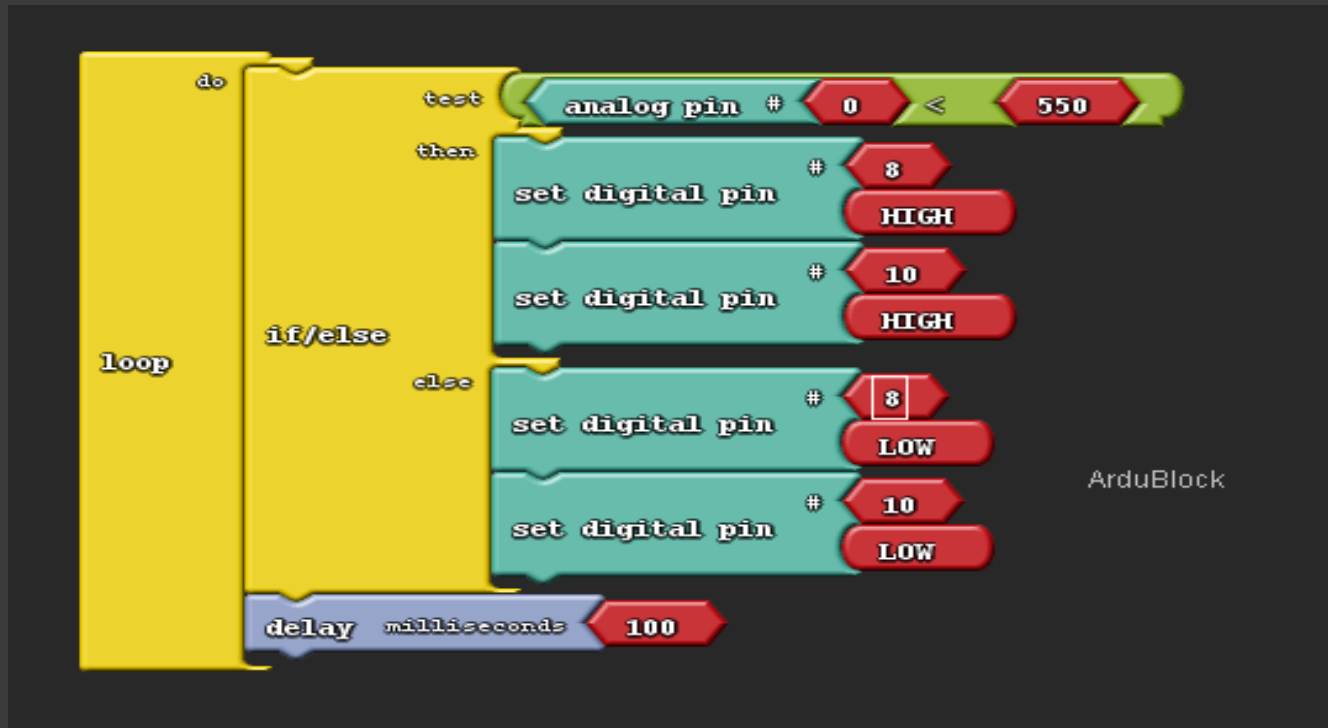 do
test analog pin # 0 < 550
then
set digital pin # 8
HIGH
set digital pin # 10
HIGH
if/else
loop
else
set digital pin # 8
LOW
set digital pin # 10
LOW
ArduBlock
delay milliseconds 100